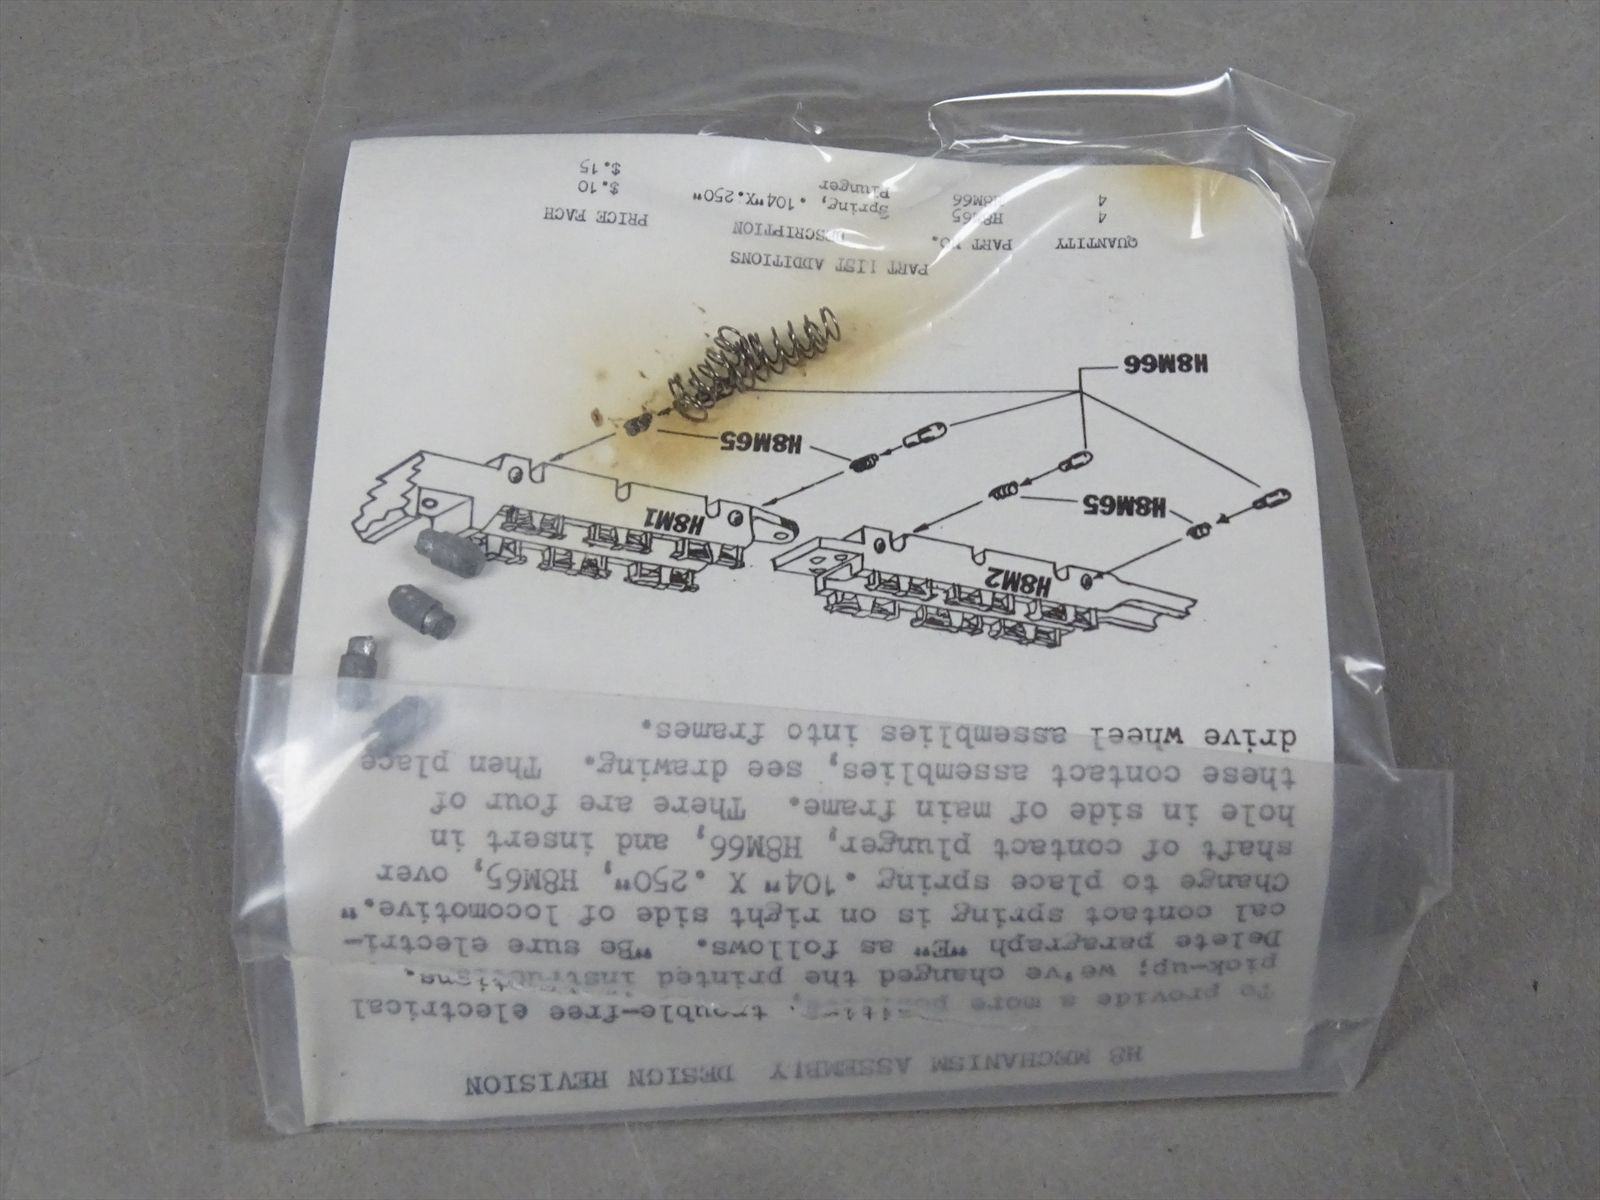 H8 MECHANISM ASSEMBLY DESIGN REVISION
To provide a more positive, trouble-free electrical
pick-up; we've changed the printed instructions.
Delete paragraph "E" as follows. "Be sure electri-
cal contact spring is on right side of locomotive."
Change to place spring .104" X .250", H8M65, over
shaft of contact plunger, H8M66, and insert in
hole in side of main frame. There are four of
these contact assemblies, see drawing. Then place
drive wheel assemblies into frames.
H8M2
H8M1
H8M65
H8M65
H8M66
PART LIST ADDITIONS
QUANTITY PART NO. DESCRIPTION PRICE EACH
4 H8M65 Spring, .104"X.250" $.10
4 H8M66 Plunger $.15